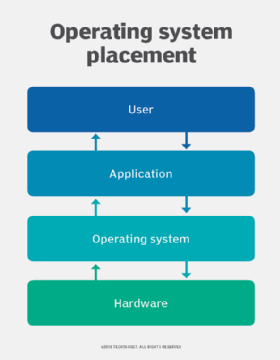 Operating system
placement
User
Application
Operating system
Hardware